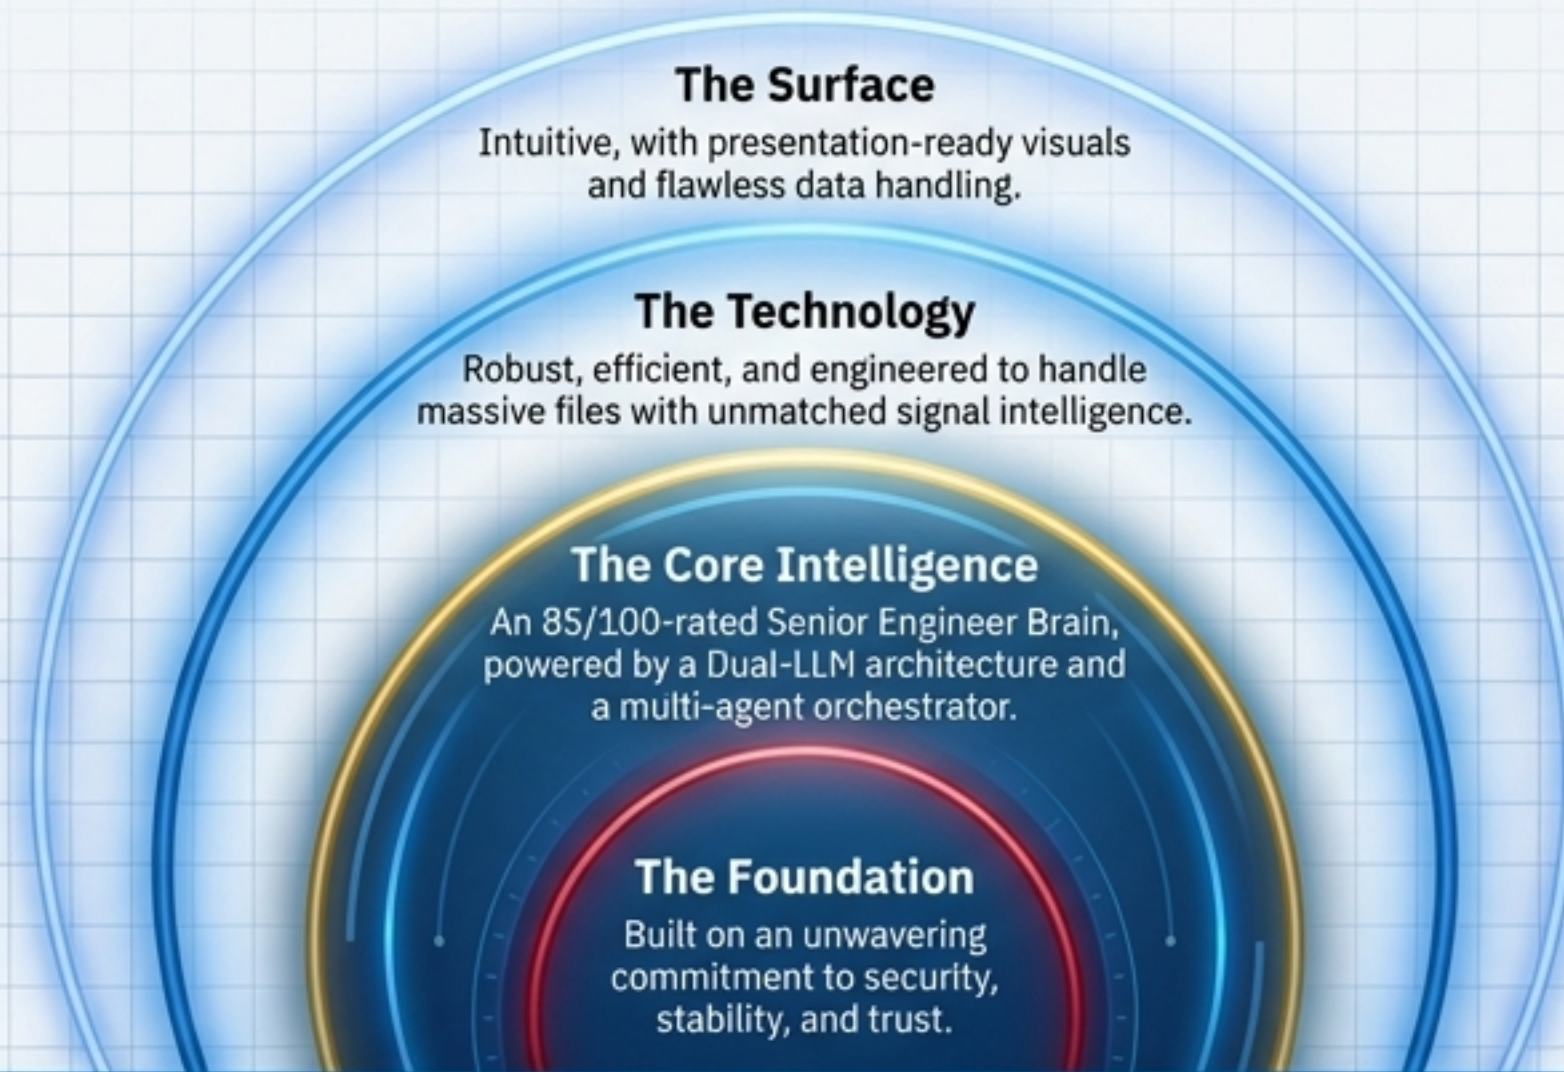 The Surface
Intuitive, with presentation-ready visuals
and flawless data handling.
The Technology
Robust, efficient, and engineered to handle
massive files with unmatched signal intelligence.
The Core Intelligence
An 85/100-rated Senior Engineer Brain,
powered by a Dual-LLM architecture and
a multi-agent orchestrator.
The Foundation
Built on an unwavering
commitment to security,
stability, and trust.